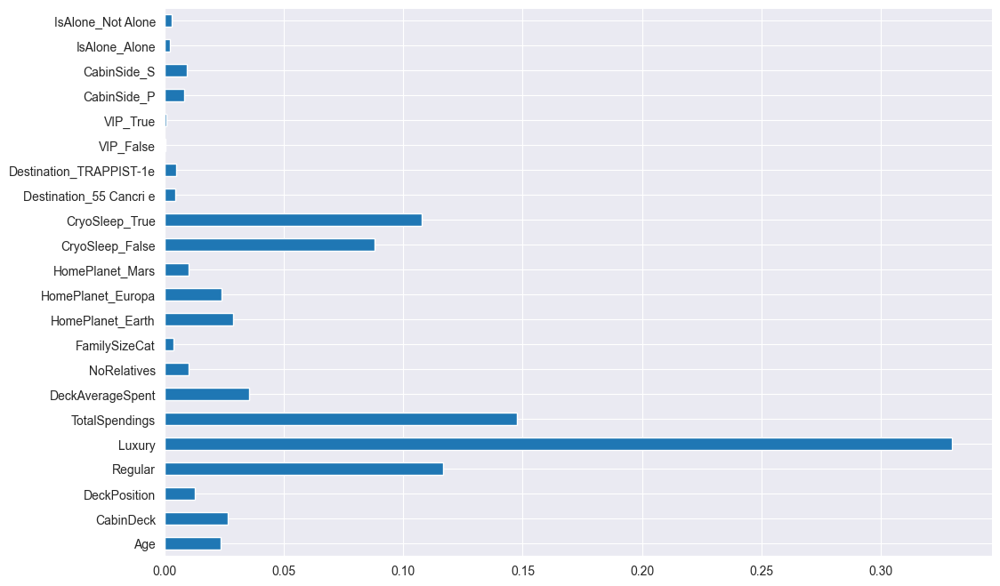 IsAlone_Not Alone
IsAlone_Alone
CabinSide_S
CabinSide_P
VIP_True
VIP_False
Destination_TRAPPIST-1e
Destination_55 Cancri e
CryoSleep_True
CryoSleep_False
HomePlanet_Mars
HomePlanet_Europa
HomePlanet_Earth
FamilySizeCat
NoRelatives
DeckAverageSpent
TotalSpendings
Luxury
Regular
DeckPosition
CabinDeck
Age
0.00 0.05 0.10 0.15 0.20 0.25 0.30